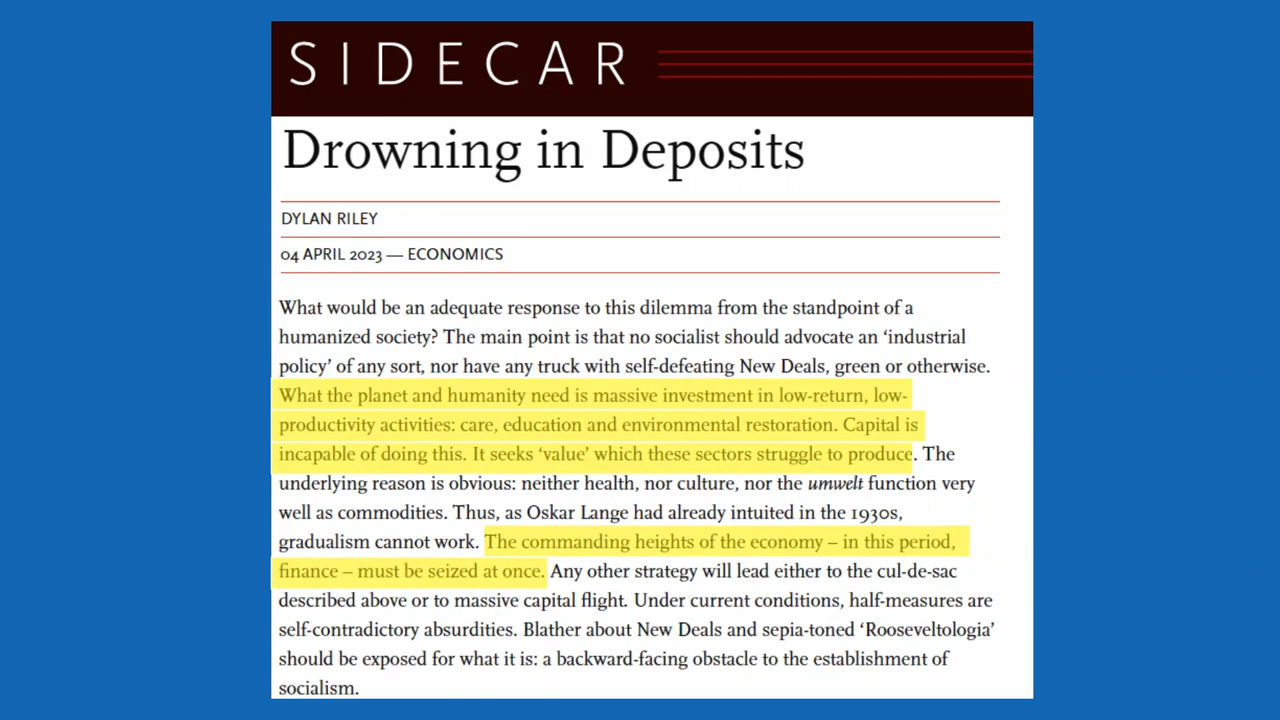 SIDECAR
Drowning in Deposits
DYLAN RILEY
04 APRIL 2023 — ECONOMICS
What would be an adequate response to this dilemma from the standpoint of a
humanized society? The main point is that no socialist should advocate an ‘industrial
policy’ of any sort, nor have any truck with self-defeating New Deals, green or otherwise.
What the planet and humanity need is massive investment in low-return, low-
productivity activities: care, education and environmental restoration. Capital is
incapable of doing this. It seeks ‘value’ which these sectors struggle to produce. The
underlying reason is obvious: neither health, nor culture, nor the umwelt function very
well as commodities. Thus, as Oskar Lange had already intuited in the 1930s,
gradualism cannot work. The commanding heights of the economy – in this period,
finance – must be seized at once. Any other strategy will lead either to the cul-de-sac
described above or to massive capital flight. Under current conditions, half-measures are
self-contradictory absurdities. Blather about New Deals and sepia-toned ‘Rooseveltologia’
should be exposed for what it is: a backward-facing obstacle to the establishment of
socialism.